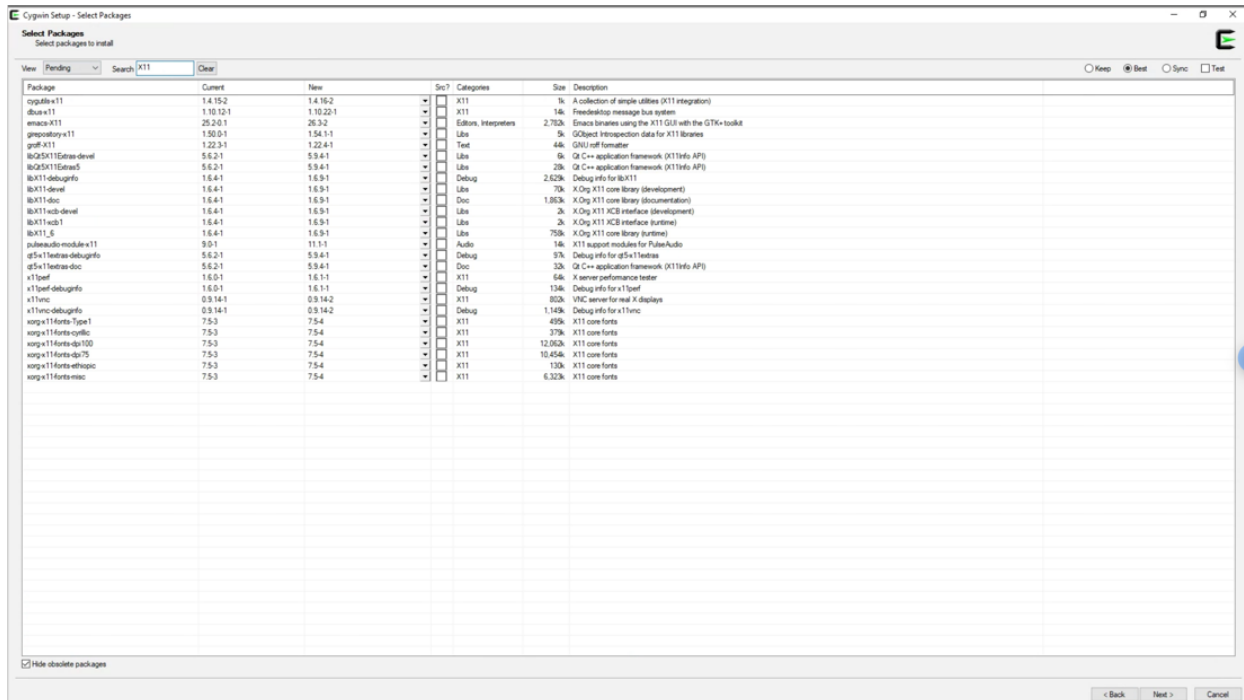 Cygwin Setup - Select Packages
Select Packages
Select packages to install
View Pending Search X11 Clear Keep Best Sync Test
Package Current New Src? Categories Size Description
cygutils-x11 1.4.15-2 1.4.16-2 X11 1k A collection of simple utilities (X11 integration)
dbus-x11 1.10.12-1 1.10.22-1 X11 14k Freedesktop message bus system
emacs-X11 25.2-0.1 26.3-2 Editors, Interpreters 2,782k Emacs binaries using the X11 GUI with the GTK+ toolkit
girepository-x11 1.50.0-1 1.54.1-1 Libs 5k GObject Introspection data for X11 libraries
groff-X11 1.22.3-1 1.22.4-1 Text 44k GNU roff formatter
libQt5X11Extras-devel 5.6.2-1 5.9.4-1 Libs 6k Qt C++ application framework (X11Info API)
libQt5X11Extras5 5.6.2-1 5.9.4-1 Libs 28k Qt C++ application framework (X11Info API)
libX11-debuginfo 1.6.4-1 1.6.9-1 Debug 2,629k Debug info for libX11
libX11-devel 1.6.4-1 1.6.9-1 Libs 70k X.Org X11 core library (development)
libX11-doc 1.6.4-1 1.6.9-1 Doc 1,863k X.Org X11 core library (documentation)
libX11-xcb-devel 1.6.4-1 1.6.9-1 Libs 2k X.Org X11 XCB interface (development)
libX11-xcb1 1.6.4-1 1.6.9-1 Libs 2k X.Org X11 XCB interface (runtime)
libX11_6 1.6.4-1 1.6.9-1 Libs 758k X.Org X11 core library (runtime)
pulseaudio-module-x11 9.0-1 11.1-1 Audio 14k X11 support modules for PulseAudio
qt5-x11extras-debuginfo 5.6.2-1 5.9.4-1 Debug 97k Debug info for qt5-x11extras
qt5-x11extras-doc 5.6.2-1 5.9.4-1 Doc 32k Qt C++ application framework (X11Info API)
x11perf 1.6.0-1 1.6.1-1 X11 64k X server performance tester
x11perf-debuginfo 1.6.0-1 1.6.1-1 Debug 134k Debug info for x11perf
x11vnc 0.9.14-1 0.9.14-2 X11 802k VNC server for real X displays
x11vnc-debuginfo 0.9.14-1 0.9.14-2 Debug 1,149k Debug info for x11vnc
xorg-x11-fonts-Type1 7.5-3 7.5-4 X11 495k X11 core fonts
xorg-x11-fonts-cyrillic 7.5-3 7.5-4 X11 379k X11 core fonts
xorg-x11-fonts-dpi100 7.5-3 7.5-4 X11 12,062k X11 core fonts
xorg-x11-fonts-dpi75 7.5-3 7.5-4 X11 10,454k X11 core fonts
xorg-x11-fonts-ethiopic 7.5-3 7.5-4 X11 130k X11 core fonts
xorg-x11-fonts-misc 7.5-3 7.5-4 X11 6,323k X11 core fonts
Hide obsolete packages
< Back Next > Cancel